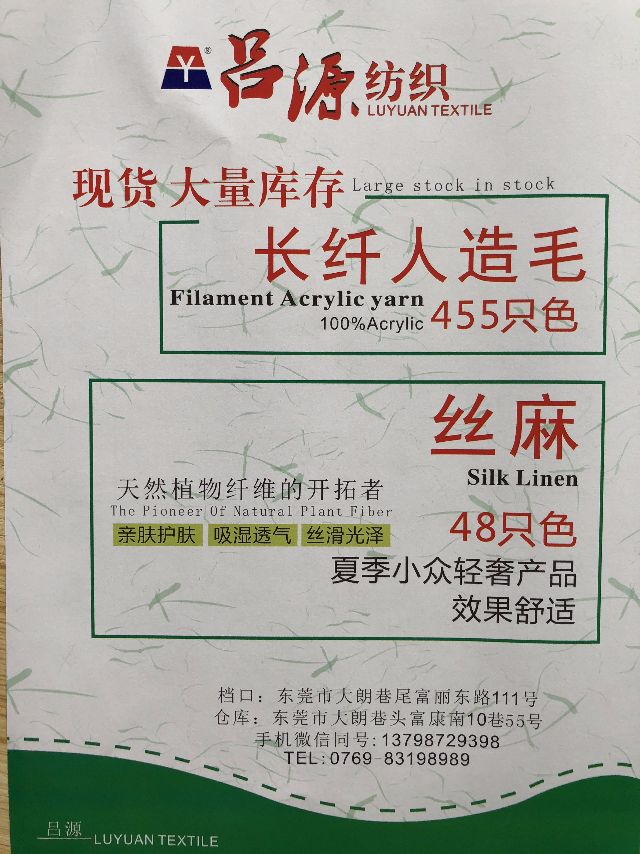 Y®
吕源纺织
LUYUAN TEXTILE
现货 大量库存 Large stock in stock
长纤人造毛
Filament Acrylic yarn
100%Acrylic 455只色
丝麻
Silk Linen
天然植物纤维的开拓者
The Pioneer Of Natural Plant Fiber
亲肤护肤 吸湿透气 丝滑光泽
48只色
夏季小众轻奢产品
效果舒适
档口：东莞市大朗巷尾富丽东路111号
仓库：东莞市大朗巷头富康南10巷55号
手机微信同号:13798729398
TEL:0769-83198989
吕源 LUYUAN TEXTILE